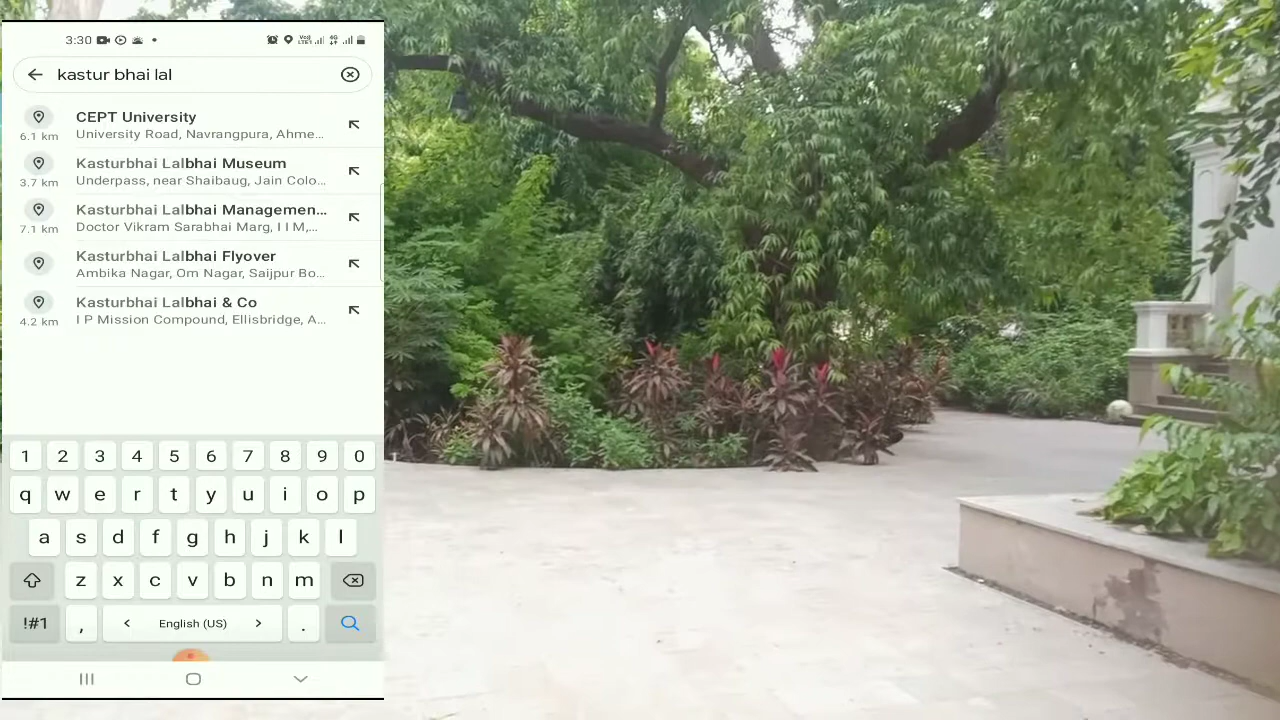 3:30
kastur bhai lal
CEPT University
University Road, Navrangpura, Ahme...
6.1 km
Kasturbhai Lalbhai Museum
Underpass, near Shaibaug, Jain Colo...
3.7 km
Kasturbhai Lalbhai Managemen...
Doctor Vikram Sarabhai Marg, I I M,...
7.1 km
Kasturbhai Lalbhai Flyover
Ambika Nagar, Om Nagar, Saijpur Bo...
Kasturbhai Lalbhai & Co
I P Mission Compound, Ellisbridge, A...
4.2 km
1 2 3 4 5 6 7 8 9 0
q w e r t y u i o p
a s d f g h j k l
z x c v b n m
!#1 , < English (US) > .